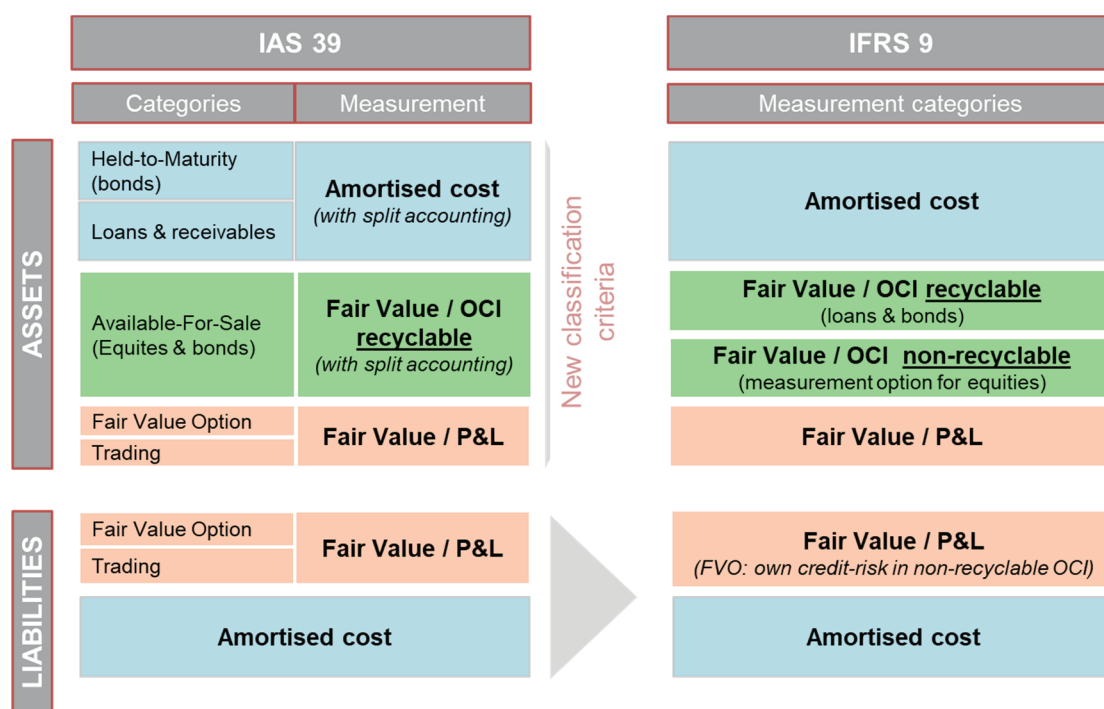 IAS 39
IFRS 9
Categories
Measurement
Measurement categories
ASSETS
Held-to-Maturity
(bonds)
Loans & receivables
Amortised cost
(with split accounting)
Available-For-Sale
(Equites & bonds)
Fair Value / OCI
recyclable
(with split accounting)
Fair Value Option
Trading
Fair Value / P&L
New classification
criteria
Amortised cost
Fair Value / OCI recyclable
(loans & bonds)
Fair Value / OCI non-recyclable
(measurement option for equities)
Fair Value / P&L
LIABILITIES
Fair Value Option
Trading
Fair Value / P&L
Amortised cost
Fair Value / P&L
(FVO: own credit-risk in non-recyclable OCI)
Amortised cost